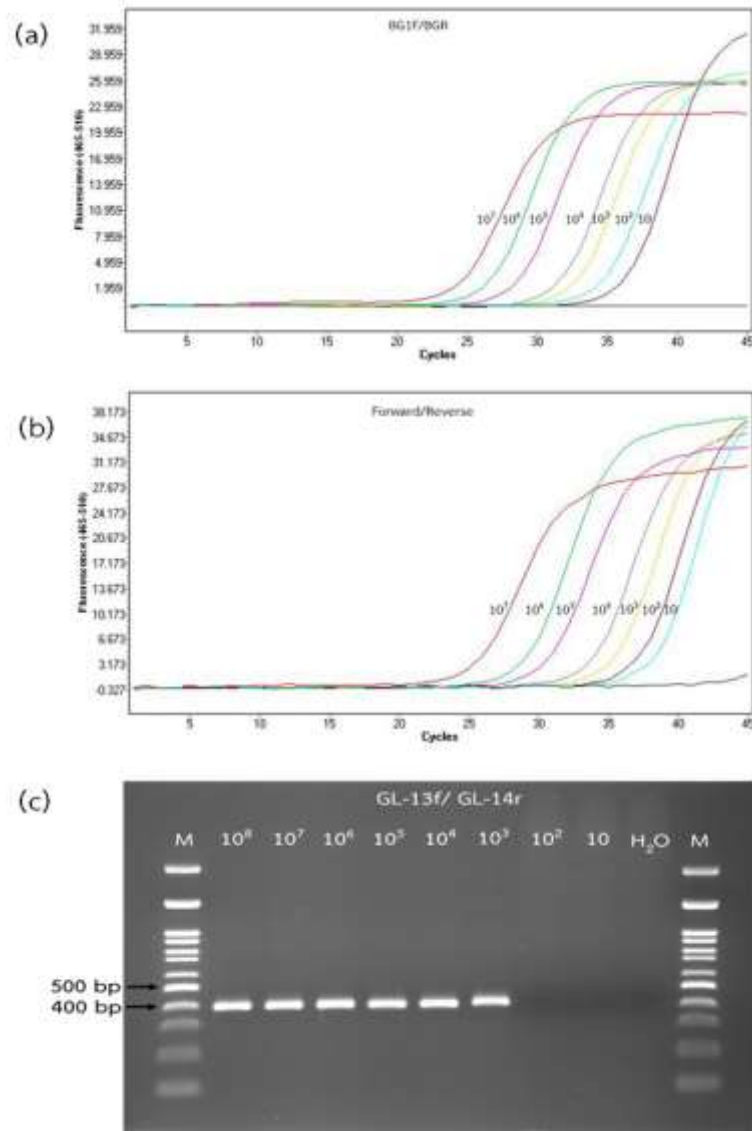 (a)
BG1F/BGR
31.959
28.959
25.959
22.959
19.959
16.959
13.959
10.959
7.959
4.959
1.959
Fluorescence (465-510)
10⁷ 10⁶ 10⁵ 10⁴ 10³ 10² 10
5 10 15 20 25 30 35 40 45
Cycles
(b)
Forward/Reverse
38.173
34.673
31.173
27.673
24.173
20.673
17.173
13.673
10.173
6.673
3.173
-0.327
Fluorescence (465-510)
10⁷ 10⁶ 10⁵ 10⁴ 10³ 10² 10
5 10 15 20 25 30 35 40 45
Cycles
(c)
GL-13f/ GL-14r
M 10⁸ 10⁷ 10⁶ 10⁵ 10⁴ 10³ 10² 10 H₂O M
500 bp
400 bp